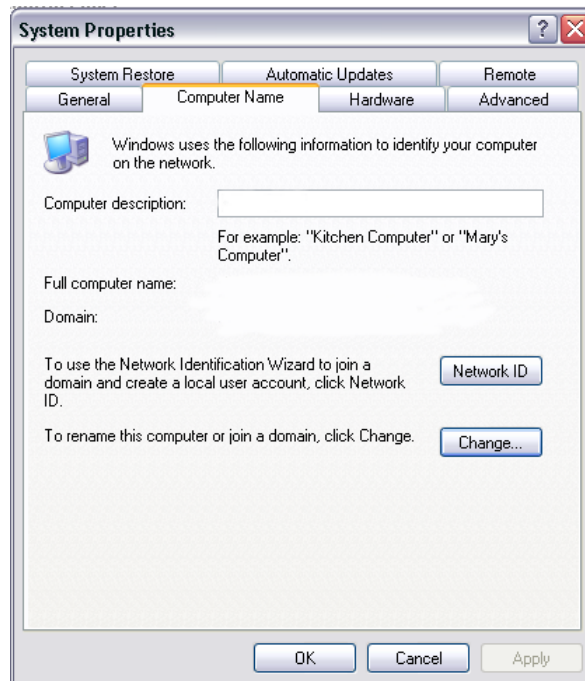 System Properties
System Restore Automatic Updates Remote
General Computer Name Hardware Advanced
Windows uses the following information to identify your computer
on the network.
Computer description:
For example: "Kitchen Computer" or "Mary's
Computer".
Full computer name:
Domain:
To use the Network Identification Wizard to join a
domain and create a local user account, click Network
ID.
Network ID
To rename this computer or join a domain, click Change.
Change...
OK Cancel Apply